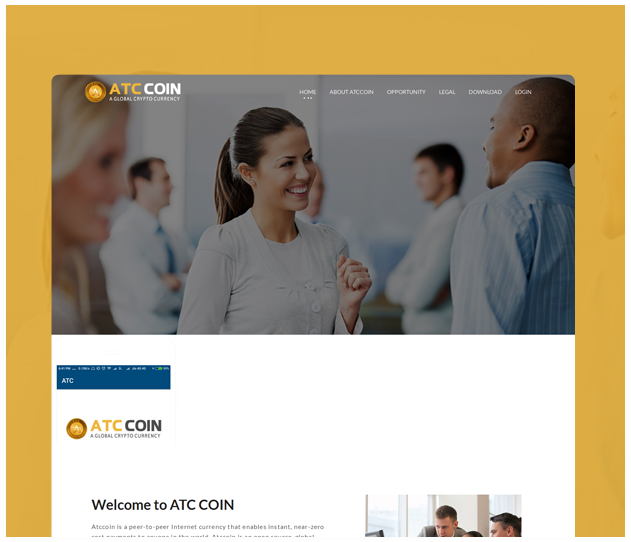 ATC COIN
A GLOBAL CRYPTO CURRENCY
HOME ABOUT ATCCOIN OPPORTUNITY LEGAL DOWNLOAD LOGIN
ATC
ATC COIN
A GLOBAL CRYPTO CURRENCY
Welcome to ATC COIN
Atccoin is a peer-to-peer Internet currency that enables instant, near-zero